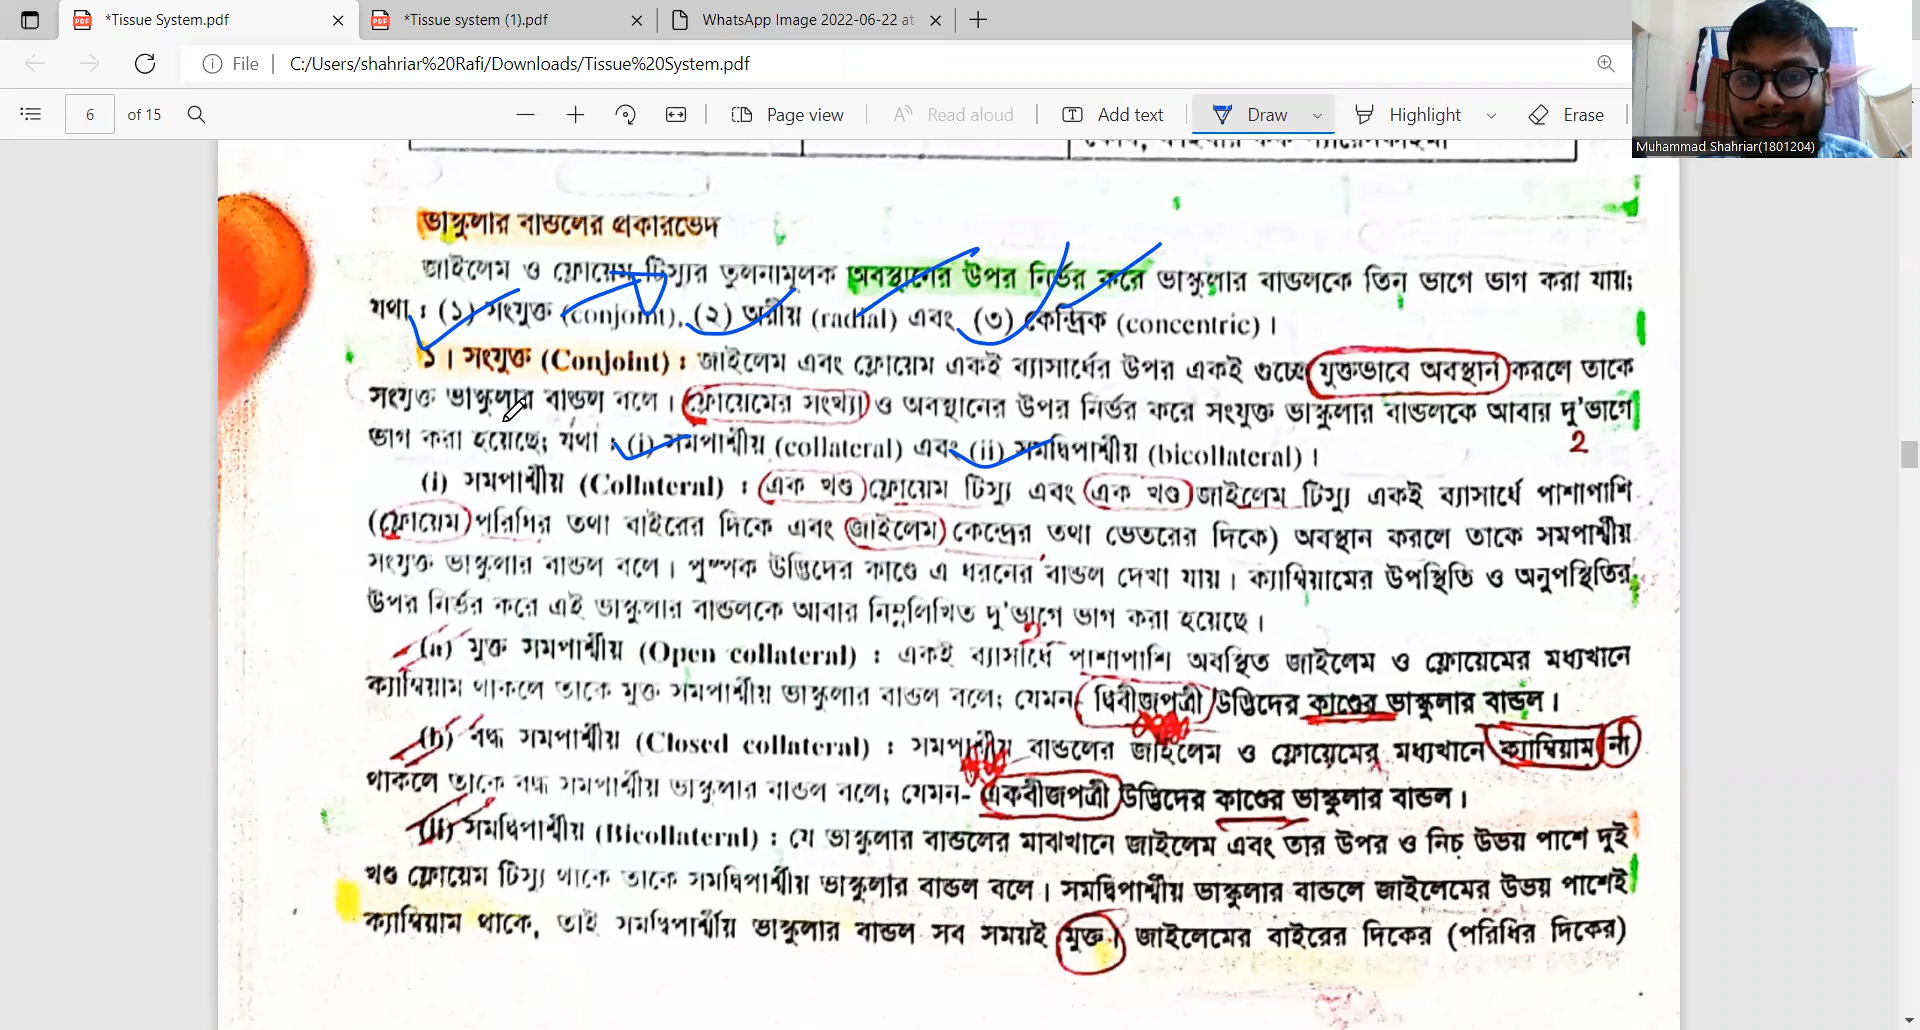 *Tissue System.pdf
*Tissue system (1).pdf
WhatsApp Image 2022-06-22 at
File C:/Users/shahriar%20Rafi/Downloads/Tissue%20System.pdf
6 of 15 Page view Read aloud Add text Draw Highlight Erase
Muhammad Shahriar(1801204)
ভাস্কুলার বান্ডলের প্রকারভেদ
জাইলেম ও ফ্লোয়েম টিস্যুর তুলনামূলক অবস্থানের উপর নির্ভর করে ভাস্কুলার বান্ডলকে তিন ভাগে ভাগ করা যায়;
যথা : (১) সংযুক্ত (conjoint), (২) অরীয় (radial) এবং (৩) কেন্দ্রিক (concentric) ।
১। সংযুক্ত (Conjoint) : জাইলেম এবং ফ্লোয়েম একই ব্যাসার্ধের উপর একই গুচ্ছে যুক্তভাবে অবস্থান করলে তাকে
সংযুক্ত ভাস্কুলার বান্ডল বলে। ফ্লোয়েমের সংখ্যা ও অবস্থানের উপর নির্ভর করে সংযুক্ত ভাস্কুলার বান্ডলকে আবার দু'ভাগে
ভাগ করা হয়েছে; যথা : (i) সমপার্শ্বীয় (collateral) এবং (ii) সমদ্বিপার্শ্বীয় (bicollateral) ।
2
(i) সমপার্শ্বীয় (Collateral) : এক খণ্ড ফ্লোয়েম টিস্যু এবং এক খণ্ড জাইলেম টিস্যু একই ব্যাসার্ধে পাশাপাশি
(ফ্লোয়েম পরিধির তথা বাইরের দিকে এবং জাইলেম কেন্দ্রের তথা ভেতরের দিকে) অবস্থান করলে তাকে সমপার্শ্বীয়
সংযুক্ত ভাস্কুলার বান্ডল বলে। পুষ্পক উদ্ভিদের কাণ্ডে এ ধরনের বান্ডল দেখা যায়। ক্যাম্বিয়ামের উপস্থিতি ও অনুপস্থিতির
উপর নির্ভর করে এই ভাস্কুলার বান্ডলকে আবার নিম্নলিখিত দু'ভাগে ভাগ করা হয়েছে।
(a) মুক্ত সমপার্শ্বীয় (Open collateral) : একই ব্যাসার্ধে পাশাপাশি অবস্থিত জাইলেম ও ফ্লোয়েমের মধ্যখানে
ক্যাম্বিয়াম থাকলে তাকে মুক্ত সমপার্শ্বীয় ভাস্কুলার বান্ডল বলে; যেমন- দ্বিবীজপত্রী উদ্ভিদের কাণ্ডের ভাস্কুলার বান্ডল।
(b) বদ্ধ সমপার্শ্বীয় (Closed collateral) : সমপার্শ্বীয় বান্ডলের জাইলেম ও ফ্লোয়েমের মধ্যখানে ক্যাম্বিয়াম না
থাকলে তাকে বদ্ধ সমপার্শ্বীয় ভাস্কুলার বান্ডল বলে; যেমন- একবীজপত্রী উদ্ভিদের কাণ্ডের ভাস্কুলার বান্ডল।
(ii) সমদ্বিপার্শ্বীয় (Bicollateral) : যে ভাস্কুলার বান্ডলের মাঝখানে জাইলেম এবং তার উপর ও নিচ উভয় পাশে দুই
খণ্ড ফ্লোয়েম টিস্যু থাকে তাকে সমদ্বিপার্শ্বীয় ভাস্কুলার বান্ডল বলে। সমদ্বিপার্শ্বীয় ভাস্কুলার বান্ডলে জাইলেমের উভয় পাশেই
ক্যাম্বিয়াম থাকে, তাই সমদ্বিপার্শ্বীয় ভাস্কুলার বান্ডল সব সময়ই মুক্ত। জাইলেমের বাইরের দিকের (পরিধির দিকের)